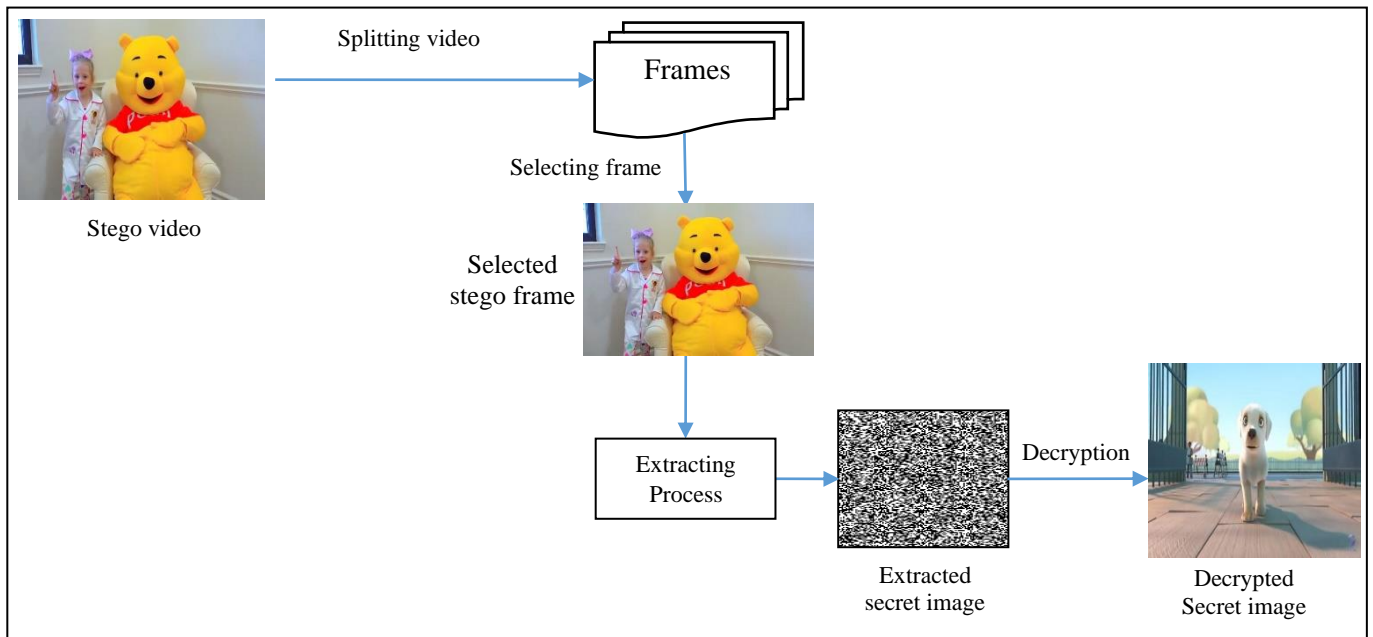 Splitting video
Frames
Stego video
Selecting frame
Selected
stego frame
Extracting
Process
Decryption
Extracted
secret image
Decrypted
Secret image